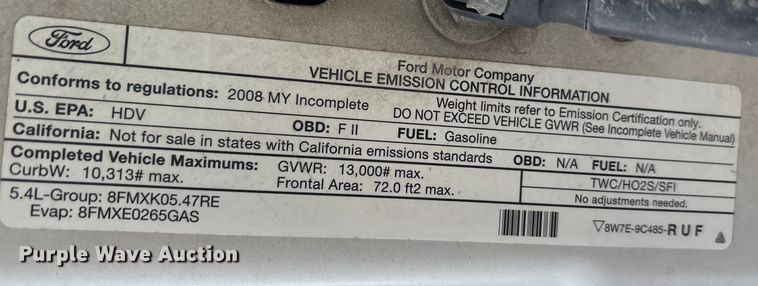 Ford
Ford Motor Company
VEHICLE EMISSION CONTROL INFORMATION
Conforms to regulations: 2008 MY Incomplete
Weight limits refer to Emission Certification only.
DO NOT EXCEED VEHICLE GVWR (See Incomplete Vehicle Manual)
U.S. EPA: HDV OBD: F II FUEL: Gasoline
California: Not for sale in states with California emissions standards OBD: N/A FUEL: N/A
Completed Vehicle Maximums: GVWR: 13,000# max.
CurbW: 10,313# max. Frontal Area: 72.0 ft2 max.
TWC/HO2S/SFI
No adjustments needed.
5.4L-Group: 8FMXK05.47RE
Evap: 8FMXE0265GAS
8W7E-9C485-RUF
Purple Wave Auction